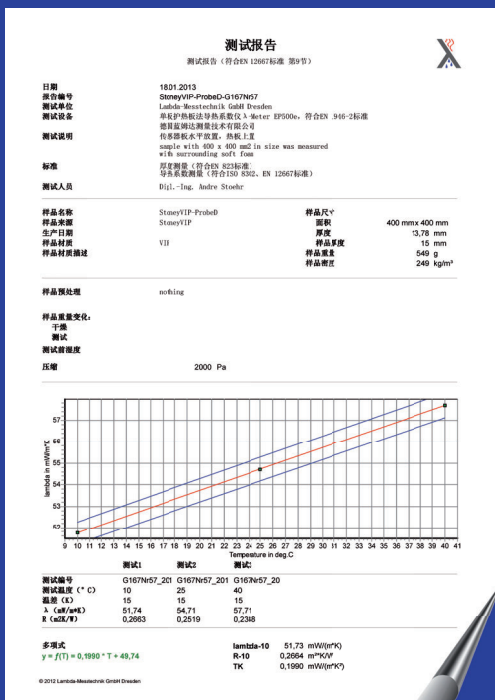 测试报告
测试报告（符合EN 12667标准 第9节）
日期 18.01.2013
报告编号 StoneyVIP-ProbeD-G167Nr57
测试单位 Lambda-Messtechnik GmbH Dresden
测试设备 单板护热板法导热系数仪 λ-Meter EP500e，符合EN 1946-2标准
德国蓝姆达测量技术有限公司
测试说明 传感器板水平放置，热板上置
sample with 400 x 400 mm2 in size was measured
with surrounding soft foam
标准 厚度测量（符合EN 823标准）
导热系数测量（符合ISO 8302、EN 12667标准）
测试人员 Dipl.-Ing. Andre Stoehr
样品名称 StoneyVIP-ProbeD 样品尺寸
样品来源 StoneyVIP 面积 400 mm x 400 mm
生产日期 厚度 13,78 mm
样品材质 VIP 样品厚度 15 mm
样品材质描述 样品重量 549 g
样品密度 249 kg/m³
样品预处理 nothing
样品重量变化:
干燥
测试
测试前湿度
压缩 2000 Pa
lambda in mW/m*K
57
56
55
54
53
9 10 11 12 13 14 15 16 17 18 19 20 21 22 23 24 25 26 27 28 29 30 31 32 33 34 35 36 37 38 39 40 41
Temperature in deg.C
测试1 测试2 测试3
测试编号 G167Nr57_201 G167Nr57_201 G167Nr57_20
测试温度（°C） 10 25 40
温差（K） 15 15 15
λ（mW/m*K） 51,74 54,71 57,71
R（m2K/W） 0,2663 0,2519 0,2388
多项式 lambda-10 51,73 mW/(m*K)
y = f(T) = 0,1990 * T + 49,74 R-10 0,2664 m²*K/W
TK 0,1990 mW/(m*K²)
© 2012 Lambda-Messtechnik GmbH Dresden